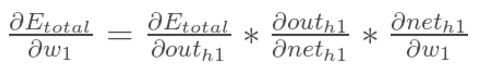 ∂E_total/∂w_1 = ∂E_total/∂out_h1 * ∂out_h1/∂net_h1 * ∂net_h1/∂w_1